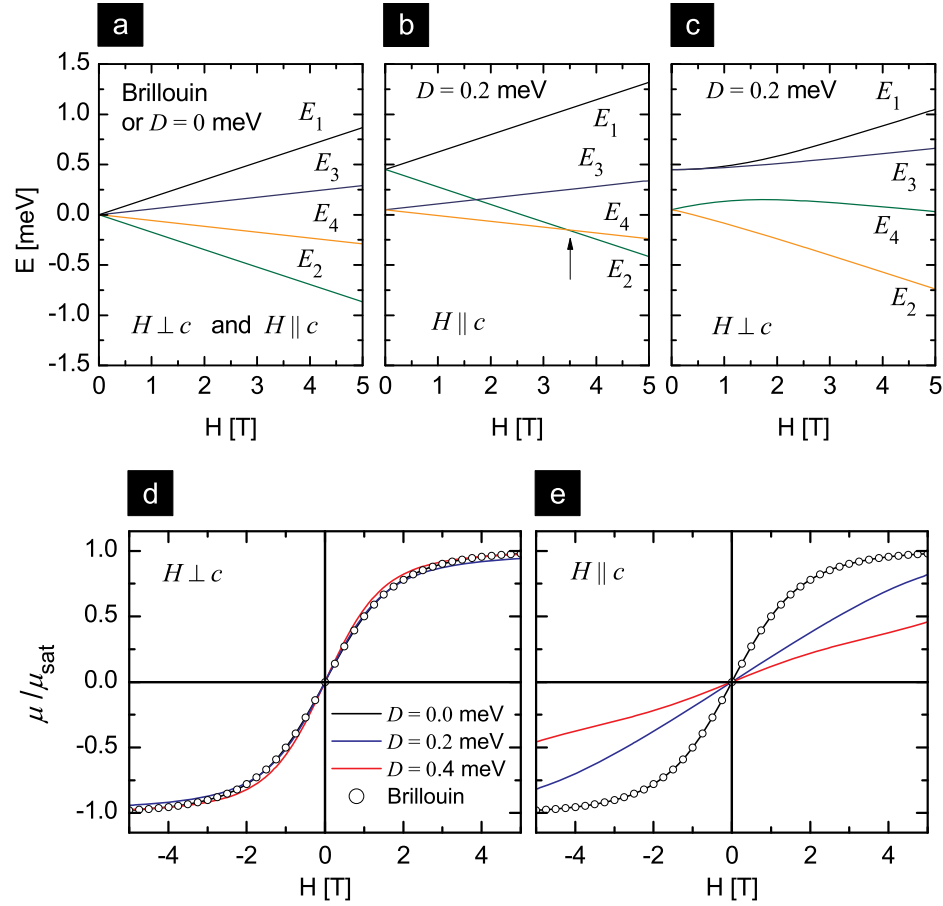 a
b
c
1.5
1.0
0.5
0.0
-0.5
-1.0
-1.5
E [meV]
Brillouin
or D = 0 meV
E1
E3
E4
E2
H ⊥ c and H || c
0 1 2 3 4 5
H [T]
D = 0.2 meV
E1
E3
E4
E2
H || c
0 1 2 3 4 5
H [T]
D = 0.2 meV
E1
E3
E4
E2
H ⊥ c
0 1 2 3 4 5
H [T]
d
e
1.0
0.5
0.0
-0.5
-1.0
μ/μsat
H ⊥ c
D = 0.0 meV
D = 0.2 meV
D = 0.4 meV
Brillouin
-4 -2 0 2 4
H [T]
H || c
-4 -2 0 2 4
H [T]